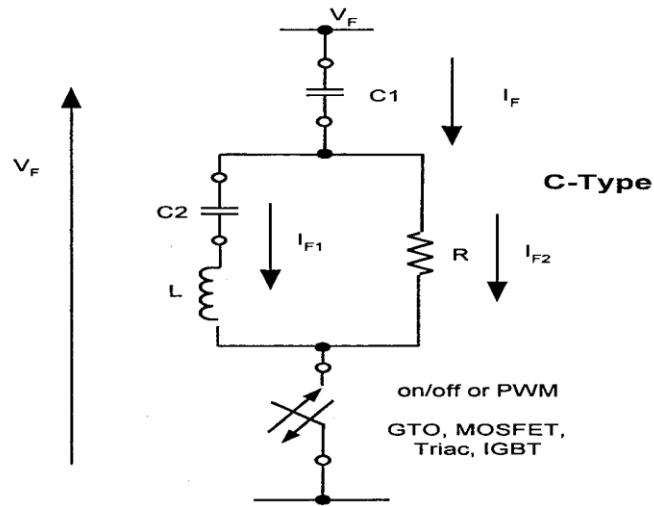 V_F
C1
I_F
V_F
C-Type
C2
I_F1
R
I_F2
L
on/off or PWM
GTO, MOSFET,
Triac, IGBT